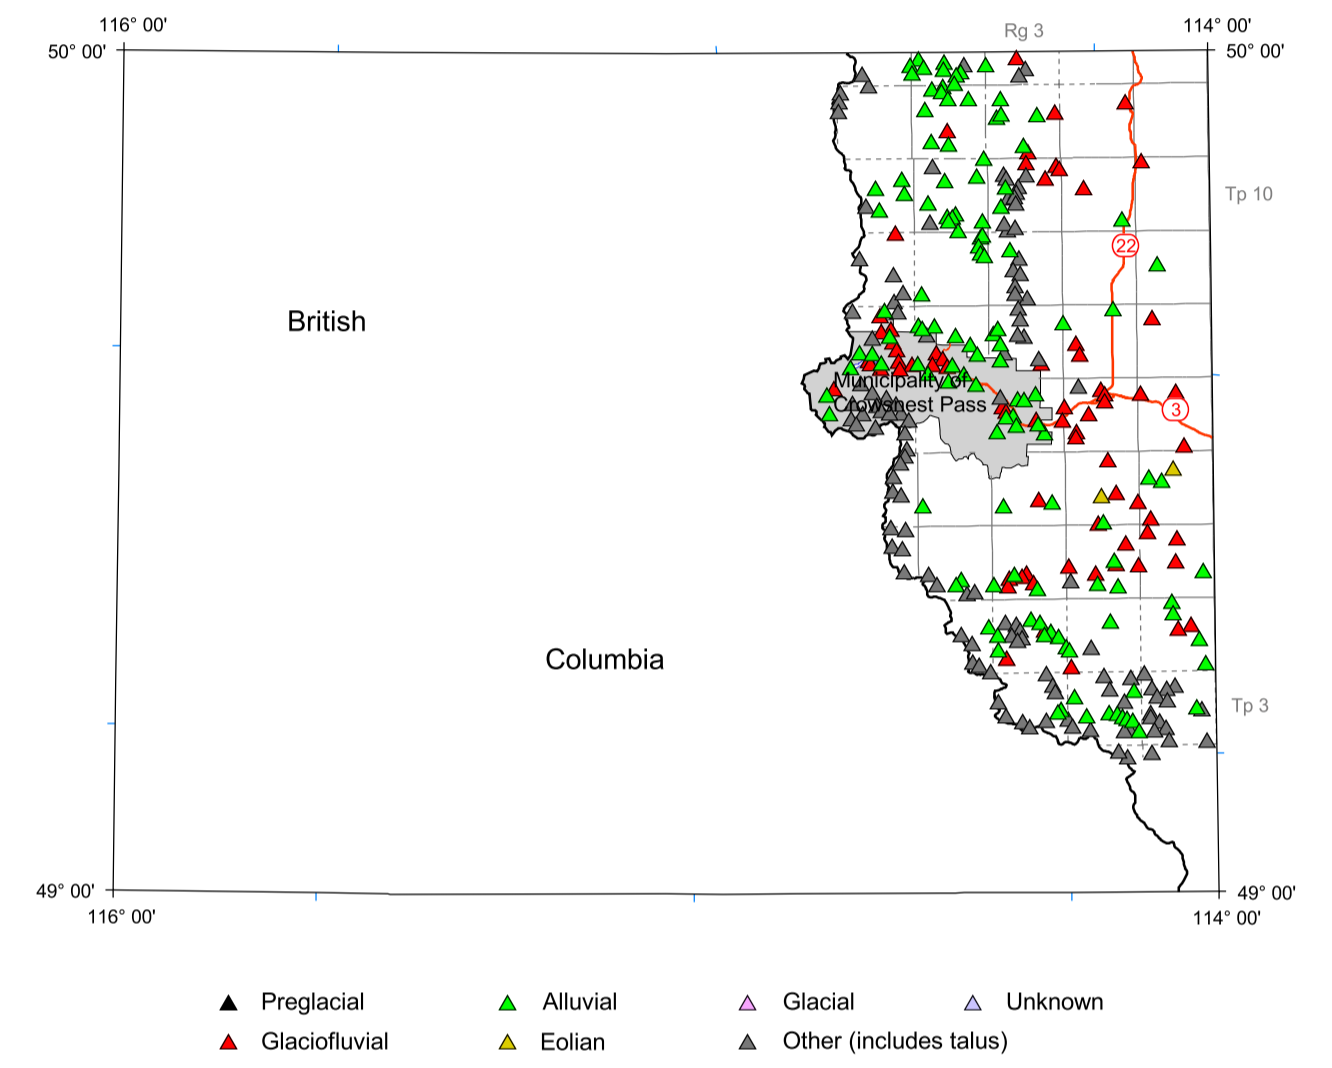 116° 00'
114° 00'
Rg 3
50° 00'
50° 00'
Tp 10
22
British
Municipality of
Crowsnest Pass
3
Columbia
Tp 3
49° 00'
49° 00'
116° 00'
114° 00'
Preglacial
Alluvial
Glacial
Unknown
Glaciofluvial
Eolian
Other (includes talus)